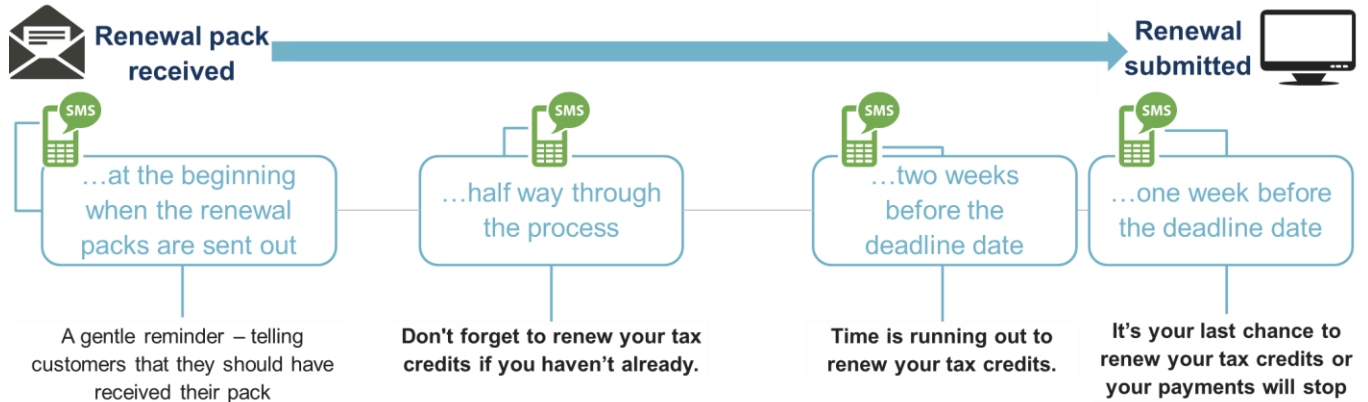 Renewal pack
received
Renewal
submitted
SMS
…at the beginning
when the renewal
packs are sent out
SMS
…half way through
the process
SMS
…two weeks
before the
deadline date
SMS
…one week before
the deadline date
A gentle reminder – telling
customers that they should have
received their pack
Don't forget to renew your tax
credits if you haven’t already.
Time is running out to
renew your tax credits.
It’s your last chance to
renew your tax credits or
your payments will stop